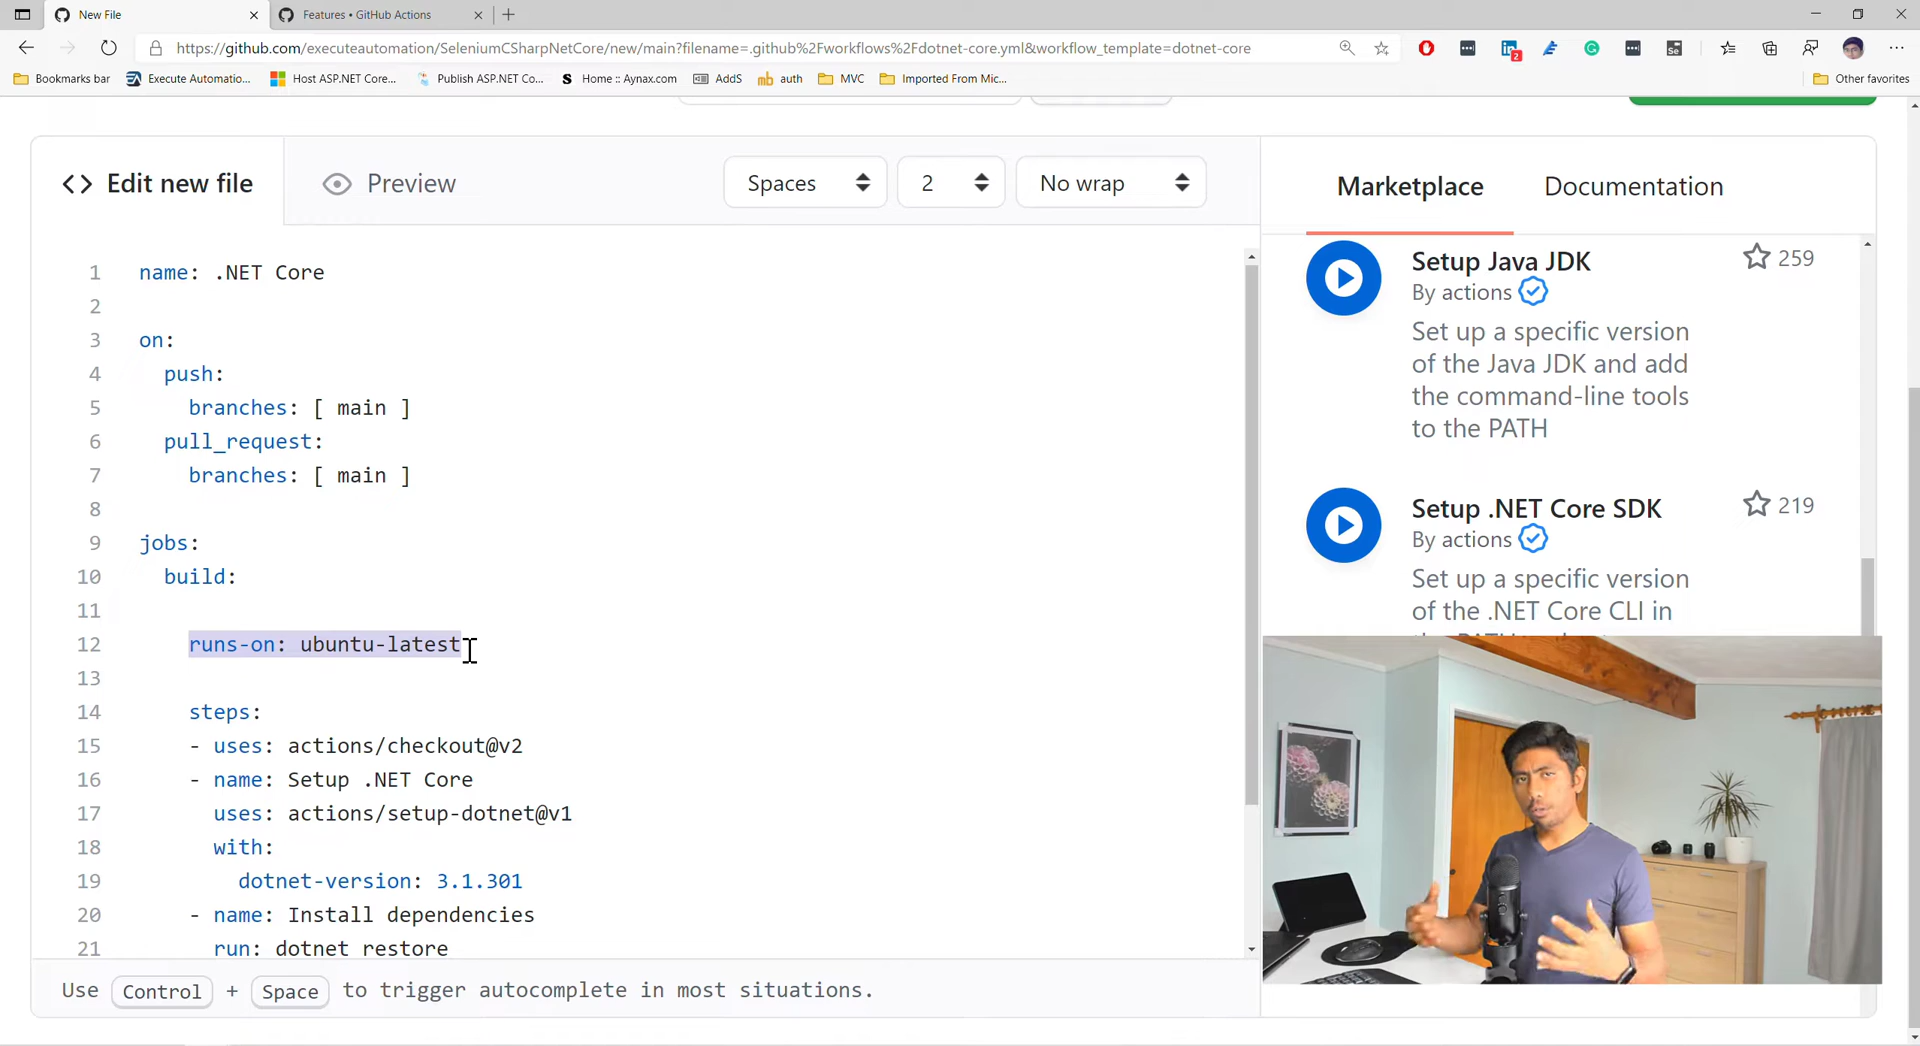 New File
Features • GitHub Actions
https://github.com/executeautomation/SeleniumCSharpNetCore/new/main?filename=.github%2Fworkflows%2Fdotnet-core.yml&workflow_template=dotnet-core
2
Bookmarks bar
Execute Automatio...
Host ASP.NET Core...
Publish ASP.NET Co...
S
Home :: Aynax.com
AddS
mb auth
MVC
Imported From Mic...
Other favorites
<> Edit new file
Preview
Spaces
2
No wrap
Marketplace
Documentation
1 name: .NET Core
2
3 on:
4 push:
5 branches: [ main ]
6 pull_request:
7 branches: [ main ]
8
9 jobs:
10 build:
11
12 runs-on: ubuntu-latest
13
14 steps:
15 - uses: actions/checkout@v2
16 - name: Setup .NET Core
17 uses: actions/setup-dotnet@v1
18 with:
19 dotnet-version: 3.1.301
20 - name: Install dependencies
21 run: dotnet restore
Use Control + Space to trigger autocomplete in most situations.
Setup Java JDK
259
By actions
Set up a specific version
of the Java JDK and add
the command-line tools
to the PATH
Setup .NET Core SDK
219
By actions
Set up a specific version
of the .NET Core CLI in